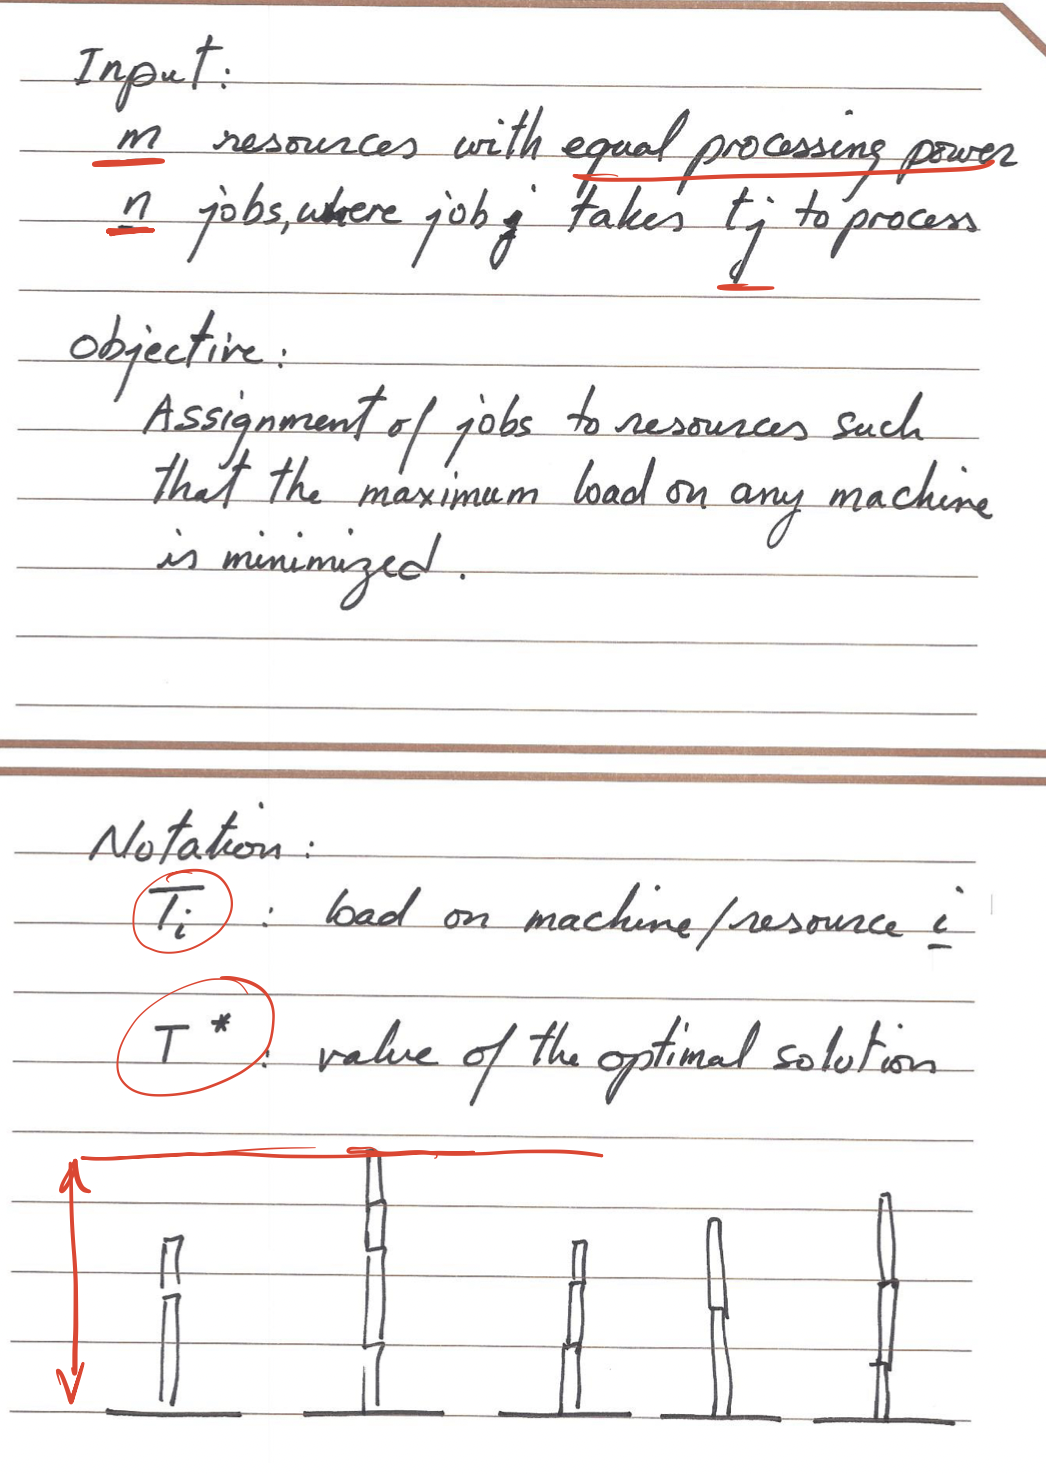 Input:
m resources with equal processing power
n jobs, where job j takes tj to process
Objective:
Assignment of jobs to resources such
that the maximum load on any machine
is minimized.
Notation:
Ti : load on machine/resource i
T* : value of the optimal solution